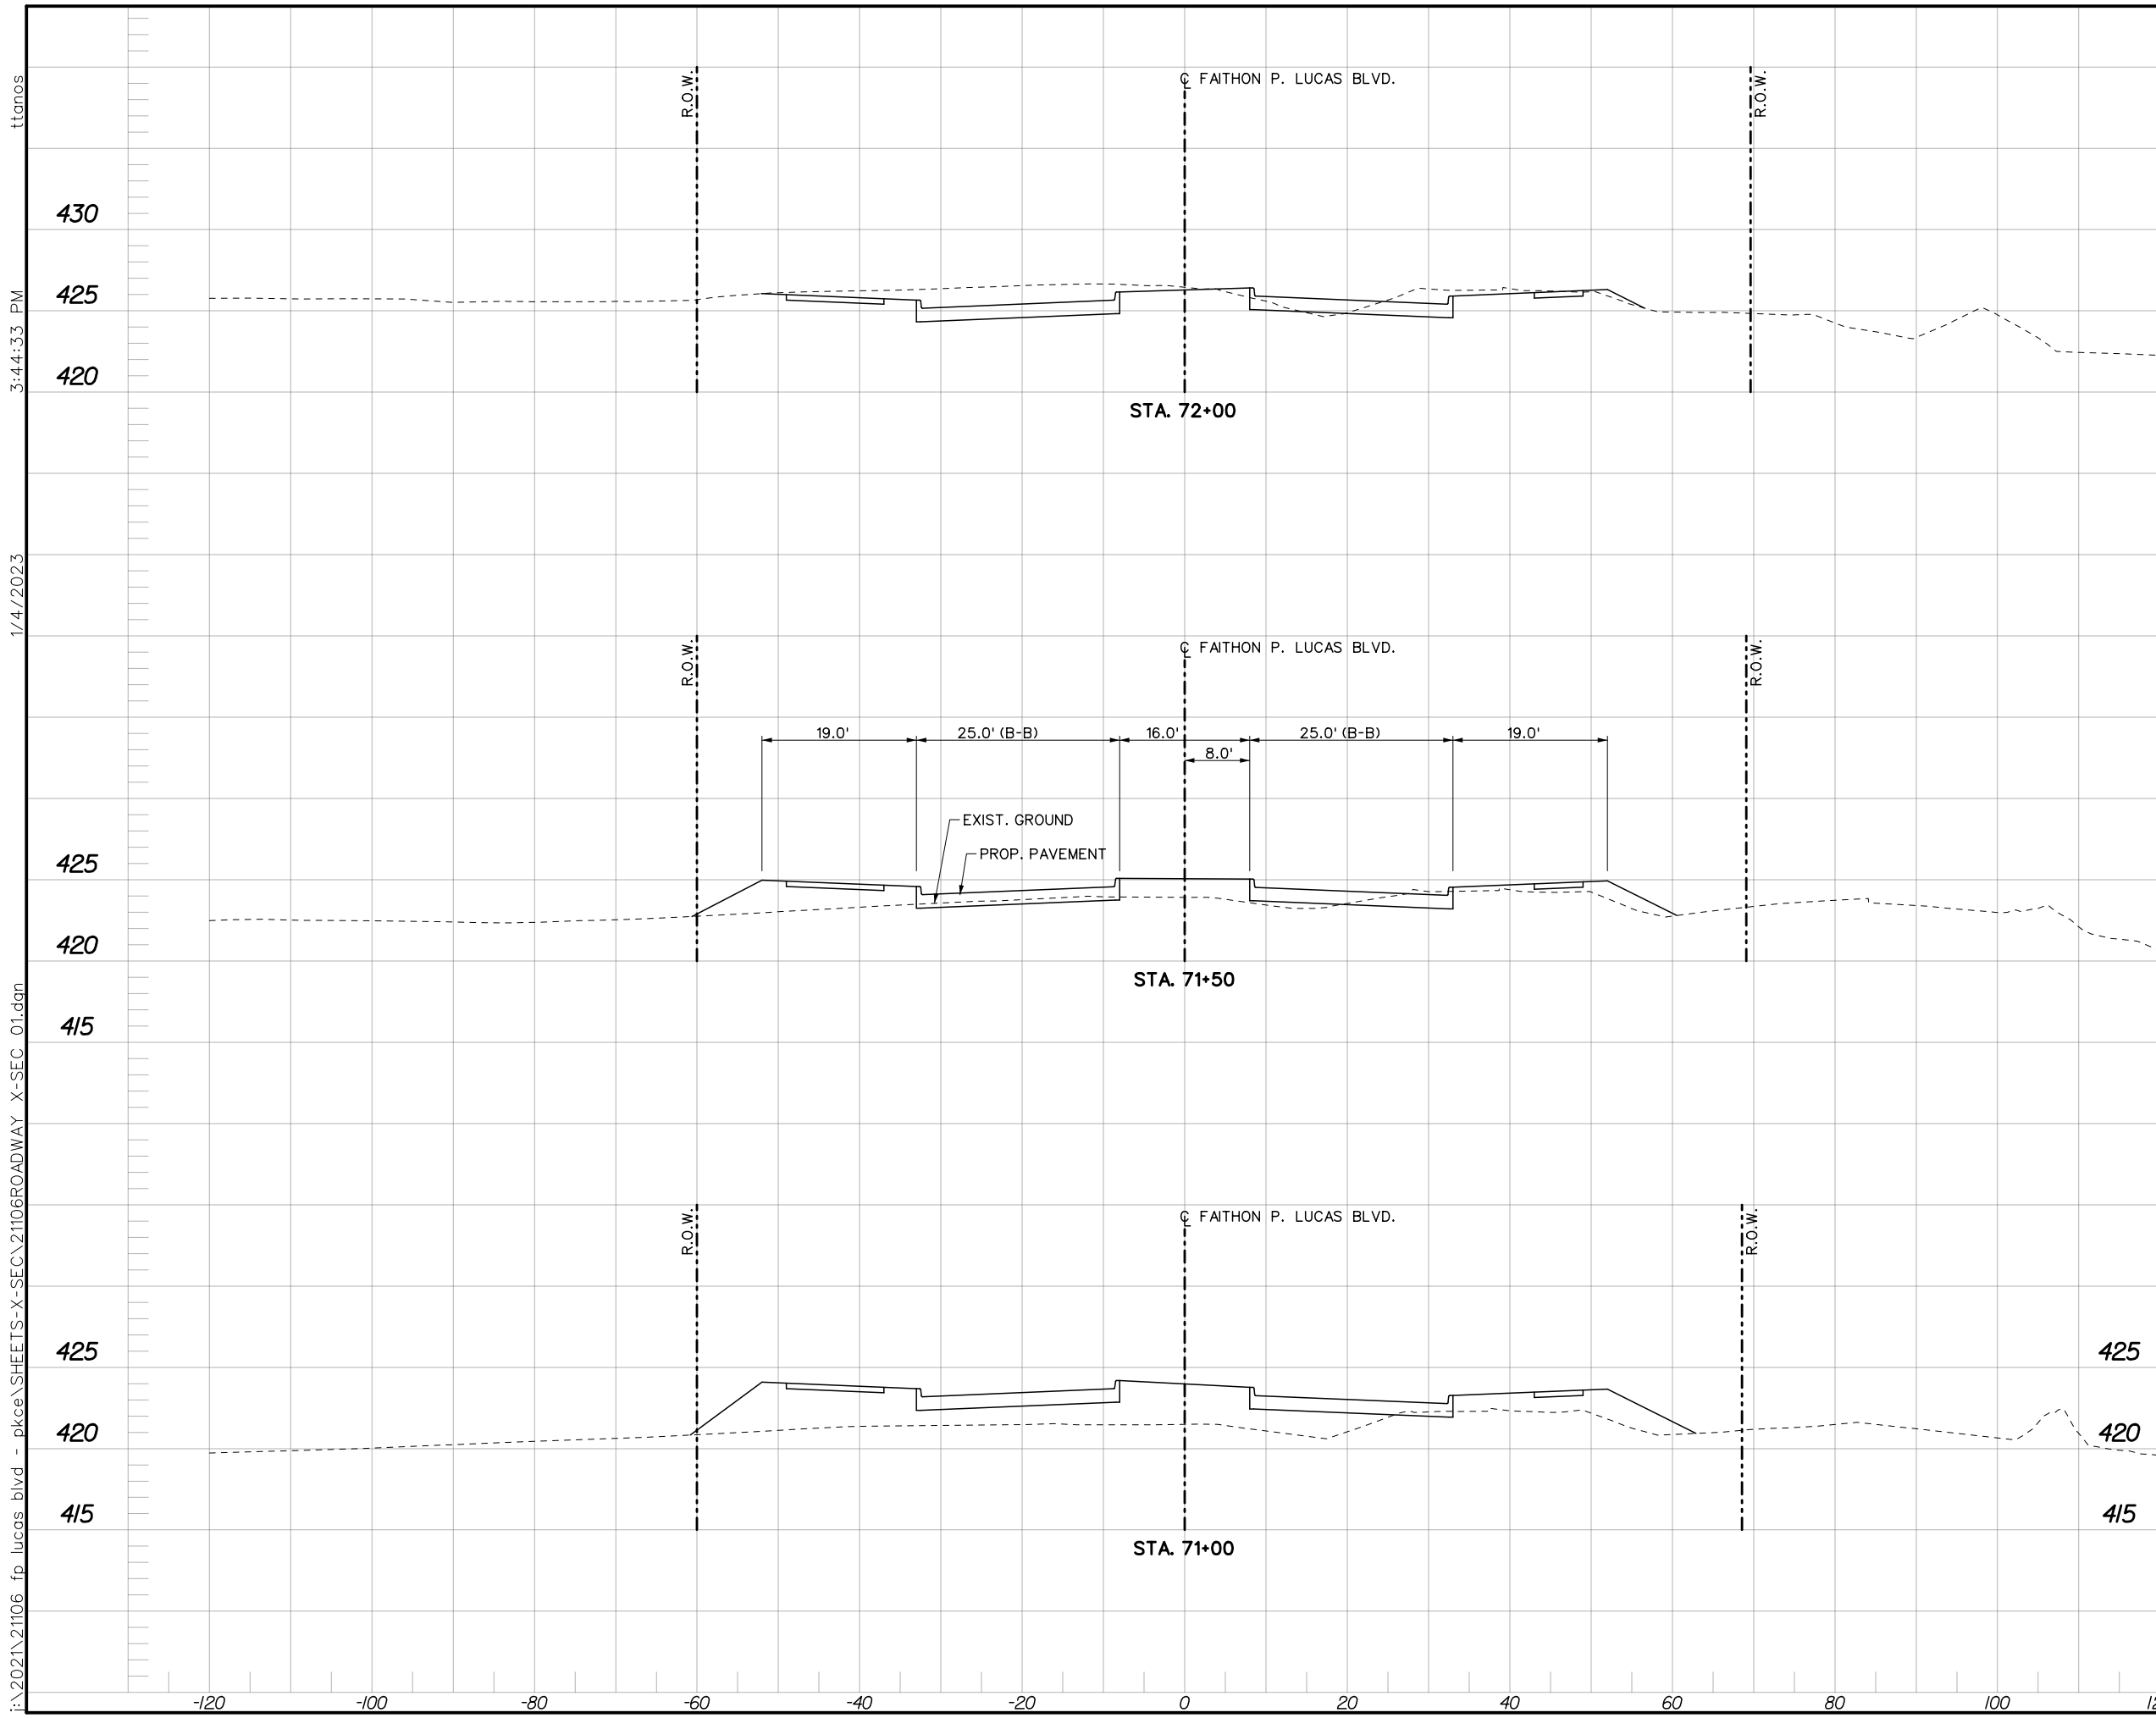 ttanos
3:44:33 PM
1/4/2023
j:\2021\21106 fp lucas blvd - pkce\SHEETS-X-SEC\21106ROADWAY X-SEC 01.dgn
R.O.W.
℄ FAITHON P. LUCAS BLVD.
R.O.W.
430
425
420
STA. 72+00
R.O.W.
℄ FAITHON P. LUCAS BLVD.
R.O.W.
19.0' 25.0' (B-B) 16.0' 25.0' (B-B) 19.0'
8.0'
EXIST. GROUND
PROP. PAVEMENT
425
420
STA. 71+50
415
R.O.W.
℄ FAITHON P. LUCAS BLVD.
R.O.W.
425 425
420 420
415 415
STA. 71+00
-120 -100 -80 -60 -40 -20 0 20 40 60 80 100